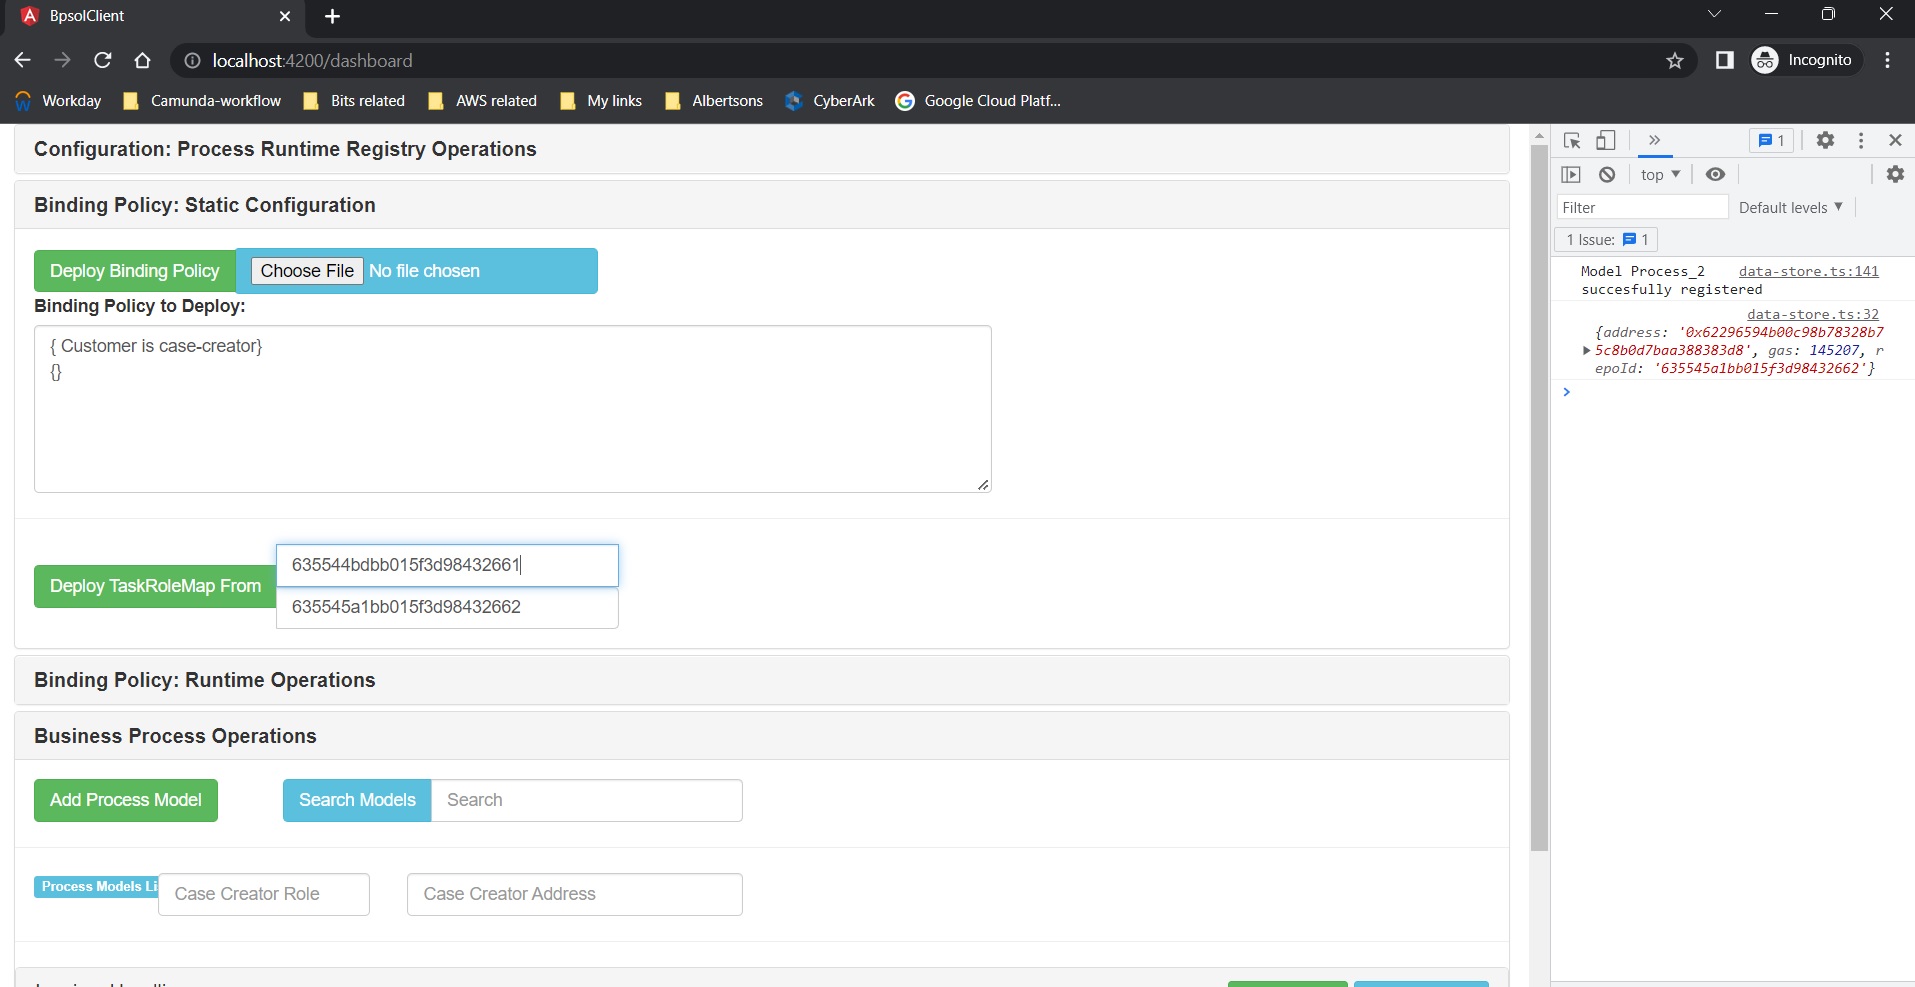 BpsolClient
localhost:4200/dashboard
Incognito
Workday Camunda-workflow Bits related AWS related My links Albertsons CyberArk Google Cloud Platf...
Configuration: Process Runtime Registry Operations
Binding Policy: Static Configuration
Deploy Binding Policy Choose File No file chosen
Binding Policy to Deploy:
{ Customer is case-creator}
{}
635544bdbb015f3d98432661
Deploy TaskRoleMap From
635545a1bb015f3d98432662
Binding Policy: Runtime Operations
Business Process Operations
Add Process Model Search Models Search
Process Models Li Case Creator Role Case Creator Address
1
top
Filter Default levels
1 Issue: 1
Model Process_2 data-store.ts:141
succesfully registered
data-store.ts:32
{address: '0x62296594b00c98b78328b7
5c8b0d7baa388383d8', gas: 145207, r
epoId: '635545a1bb015f3d98432662'}